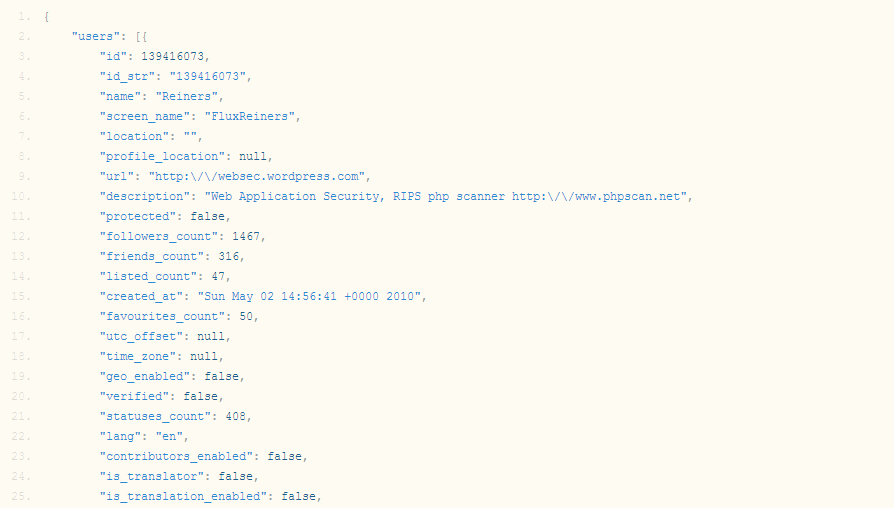 1. {
2. "users": [{
3. "id": 139416073,
4. "id_str": "139416073",
5. "name": "Reiners",
6. "screen_name": "FluxReiners",
7. "location": "",
8. "profile_location": null,
9. "url": "http:\/\/websec.wordpress.com",
10. "description": "Web Application Security, RIPS php scanner http:\/\/www.phpscan.net",
11. "protected": false,
12. "followers_count": 1467,
13. "friends_count": 316,
14. "listed_count": 47,
15. "created_at": "Sun May 02 14:56:41 +0000 2010",
16. "favourites_count": 50,
17. "utc_offset": null,
18. "time_zone": null,
19. "geo_enabled": false,
20. "verified": false,
21. "statuses_count": 408,
22. "lang": "en",
23. "contributors_enabled": false,
24. "is_translator": false,
25. "is_translation_enabled": false,